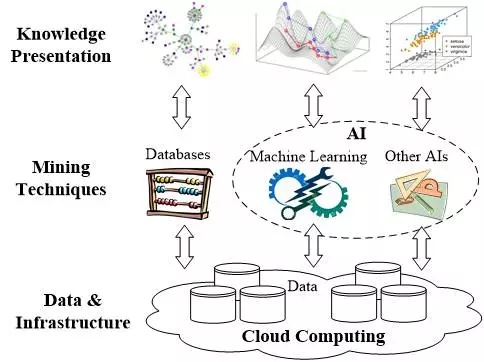 Knowledge
Presentation
setosa
versicolor
virginica
AI
Databases
Machine Learning
Other AIs
Mining
Techniques
Data
Data &
Infrastructure
Cloud Computing